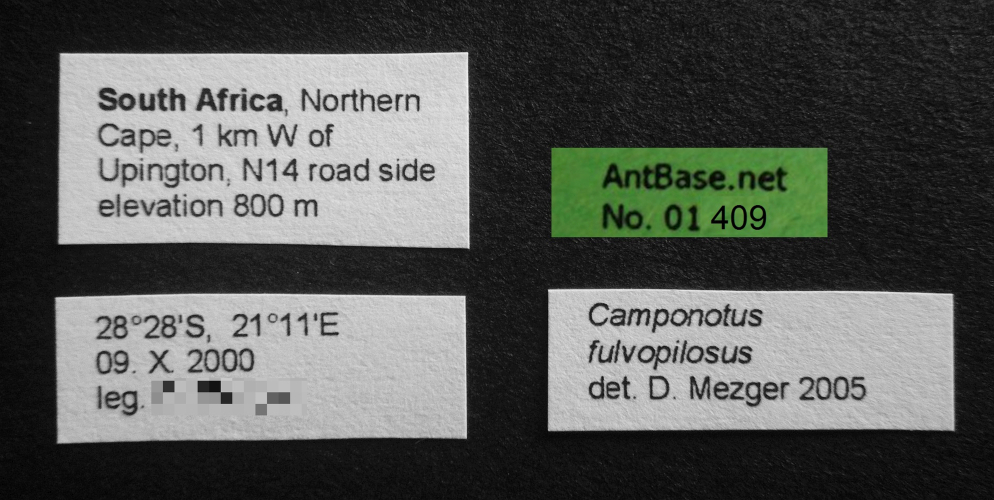 South Africa, Northern
Cape, 1 km W of
Upington, N14 road side
elevation 800 m
28°28'S, 21°11'E
09. X. 2000
leg.
AntBase.net
No. 01 409
Camponotus
fulvopilosus
det. D. Mezger 2005